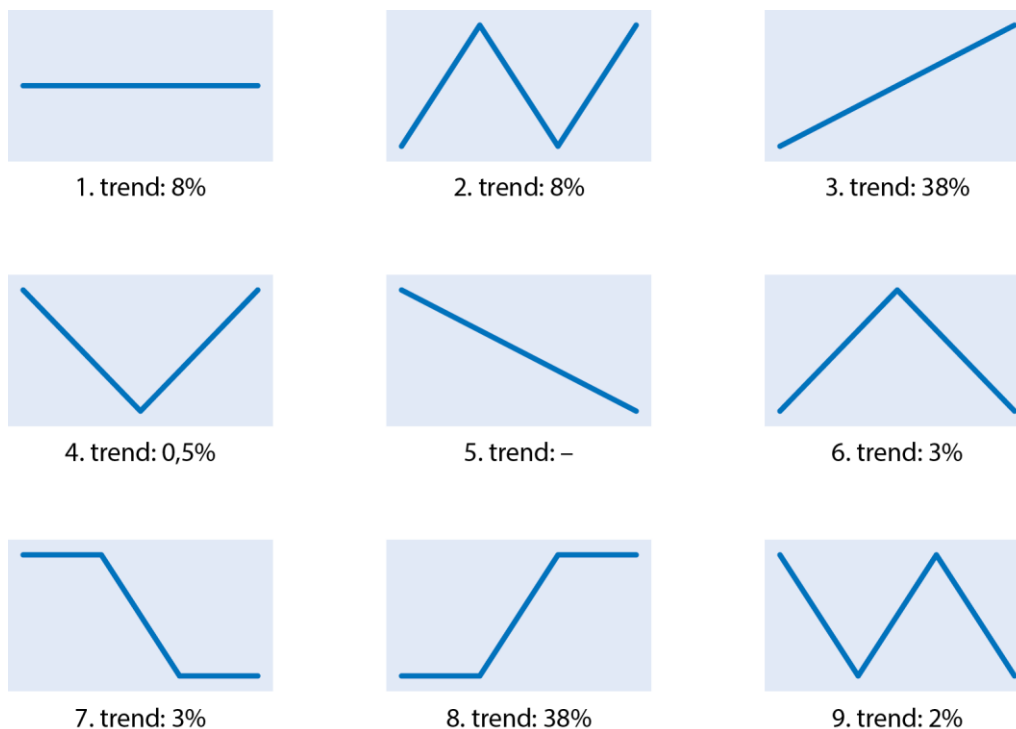 1. trend: 8%
2. trend: 8%
3. trend: 38%
4. trend: 0,5%
5. trend: –
6. trend: 3%
7. trend: 3%
8. trend: 38%
9. trend: 2%